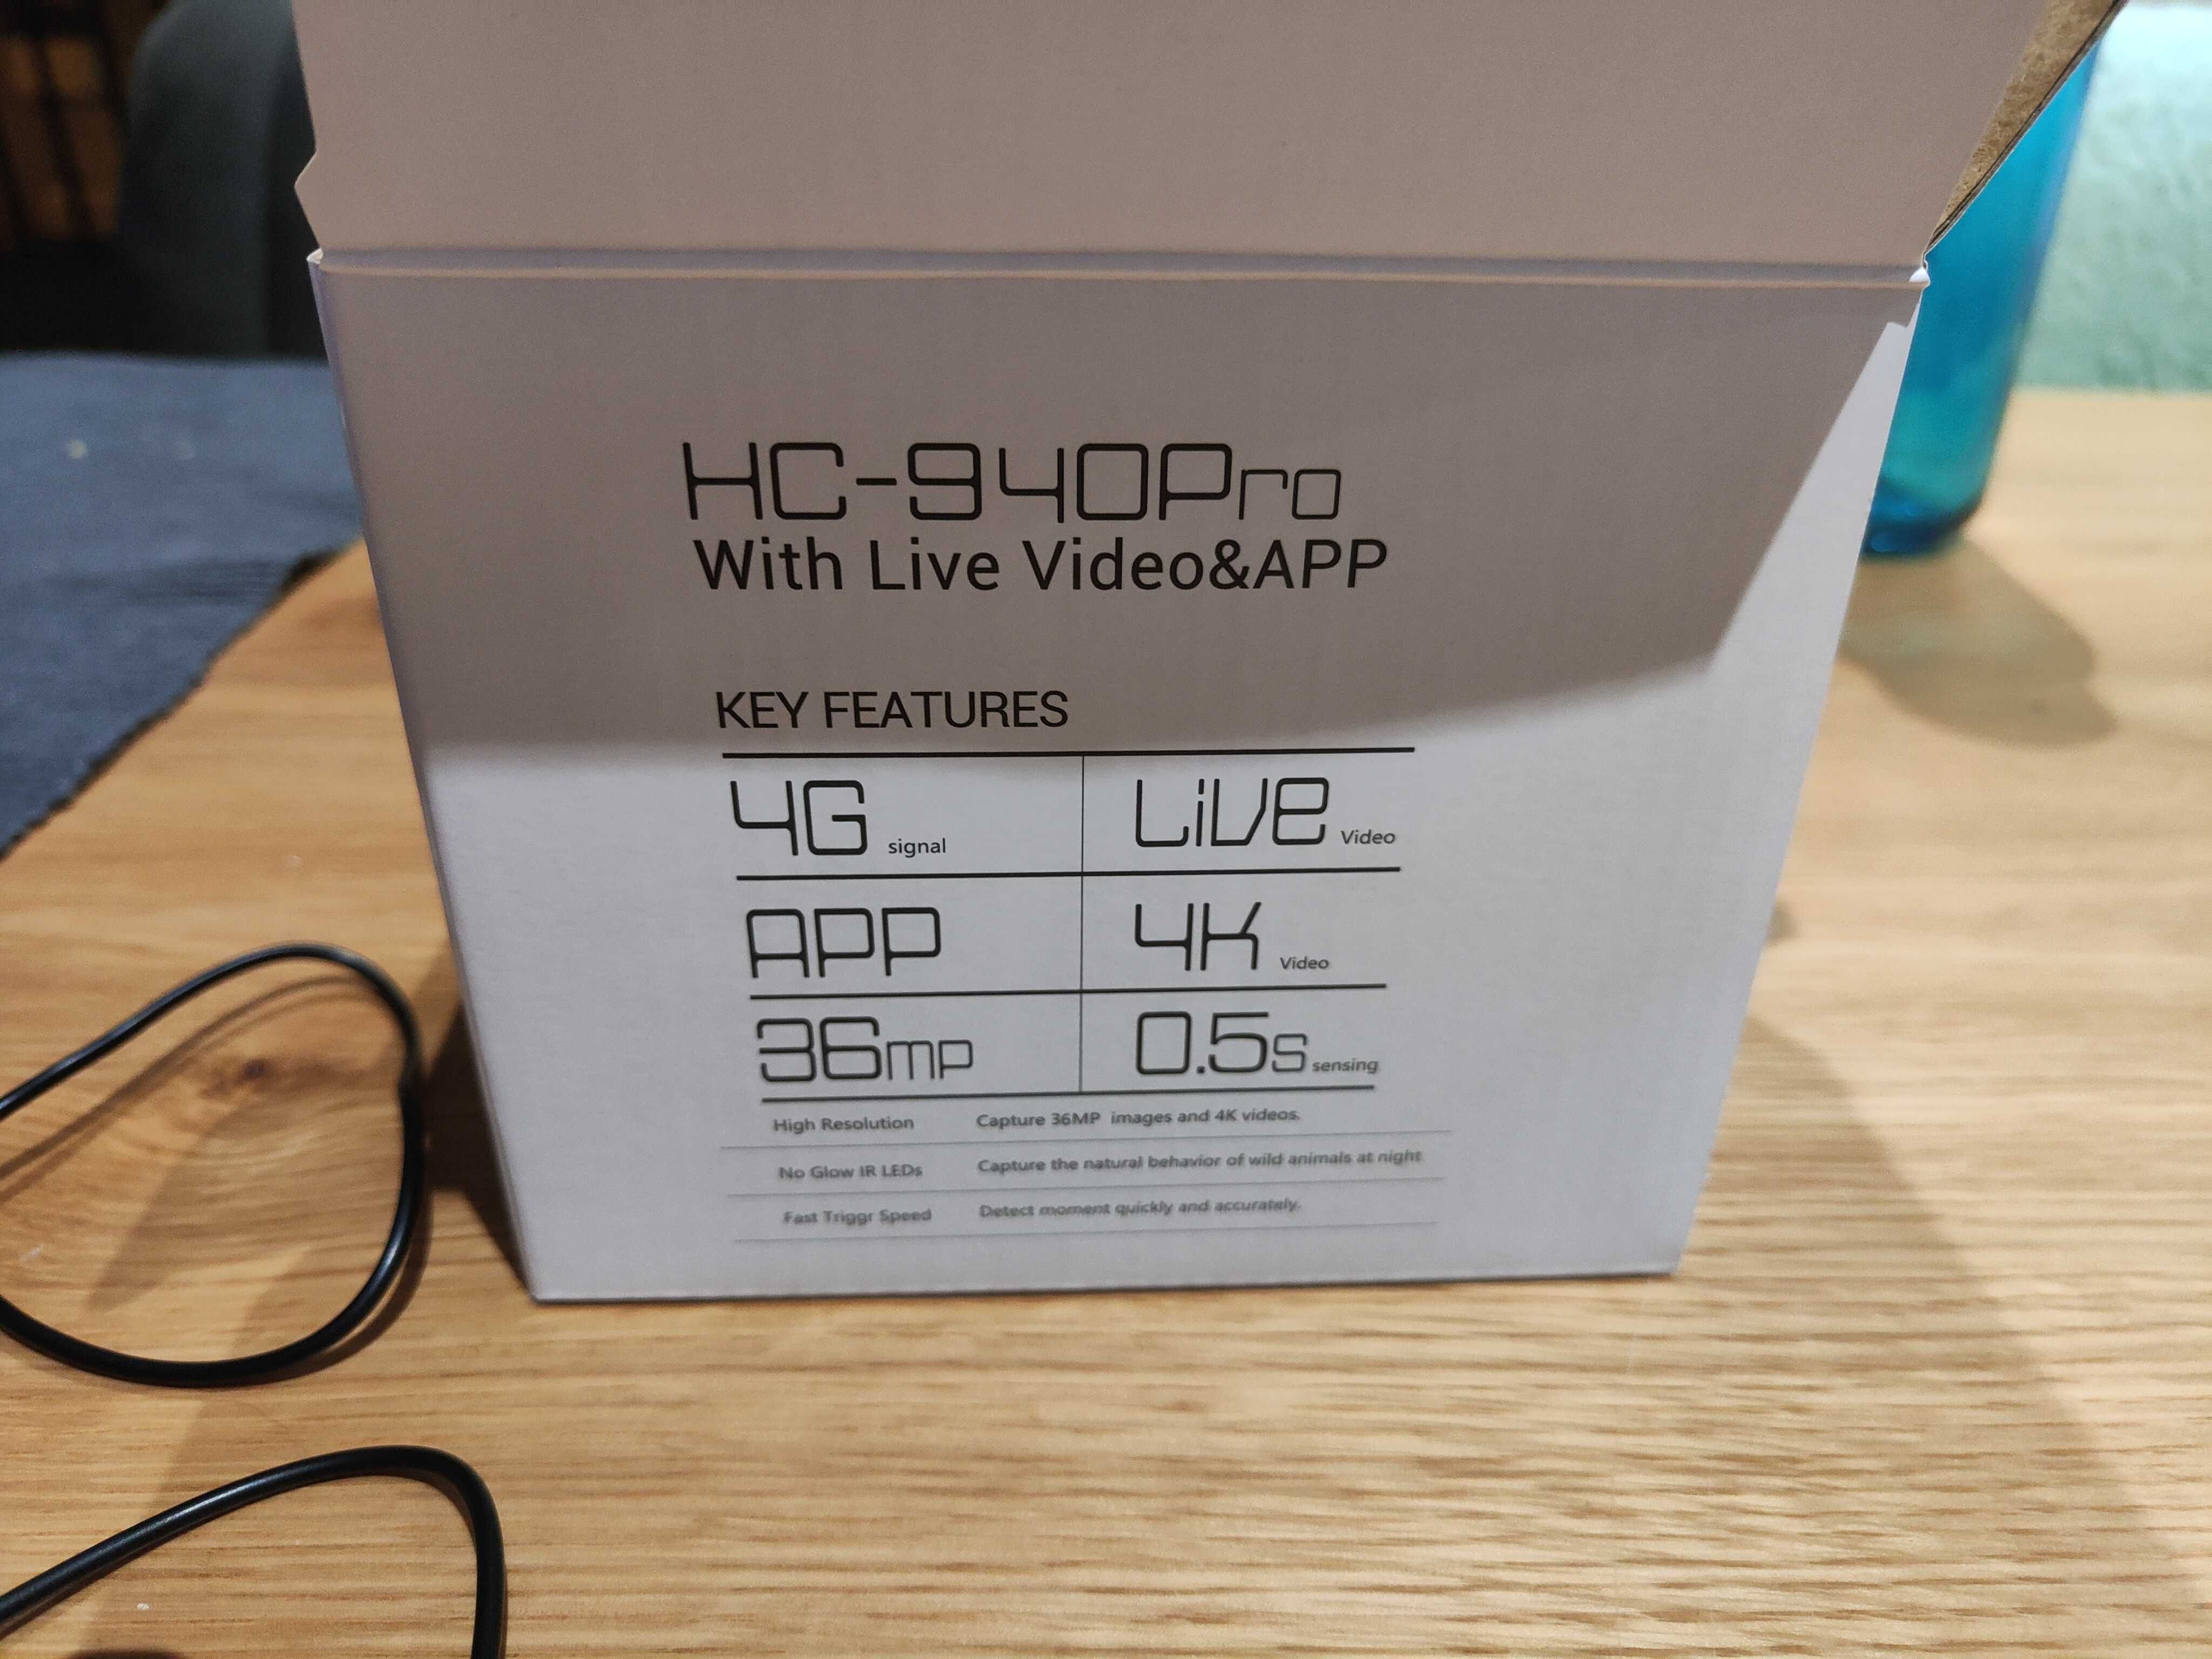 HC-940Pro
With Live Video&APP
KEY FEATURES
4G signal
Live Video
APP
4K Video
36MP
0.5s sensing
High Resolution Capture 36MP images and 4K videos.
No Glow IR LEDs Capture the natural behavior of wild animals at night.
Fast Triggr Speed Detect moment quickly and accurately.